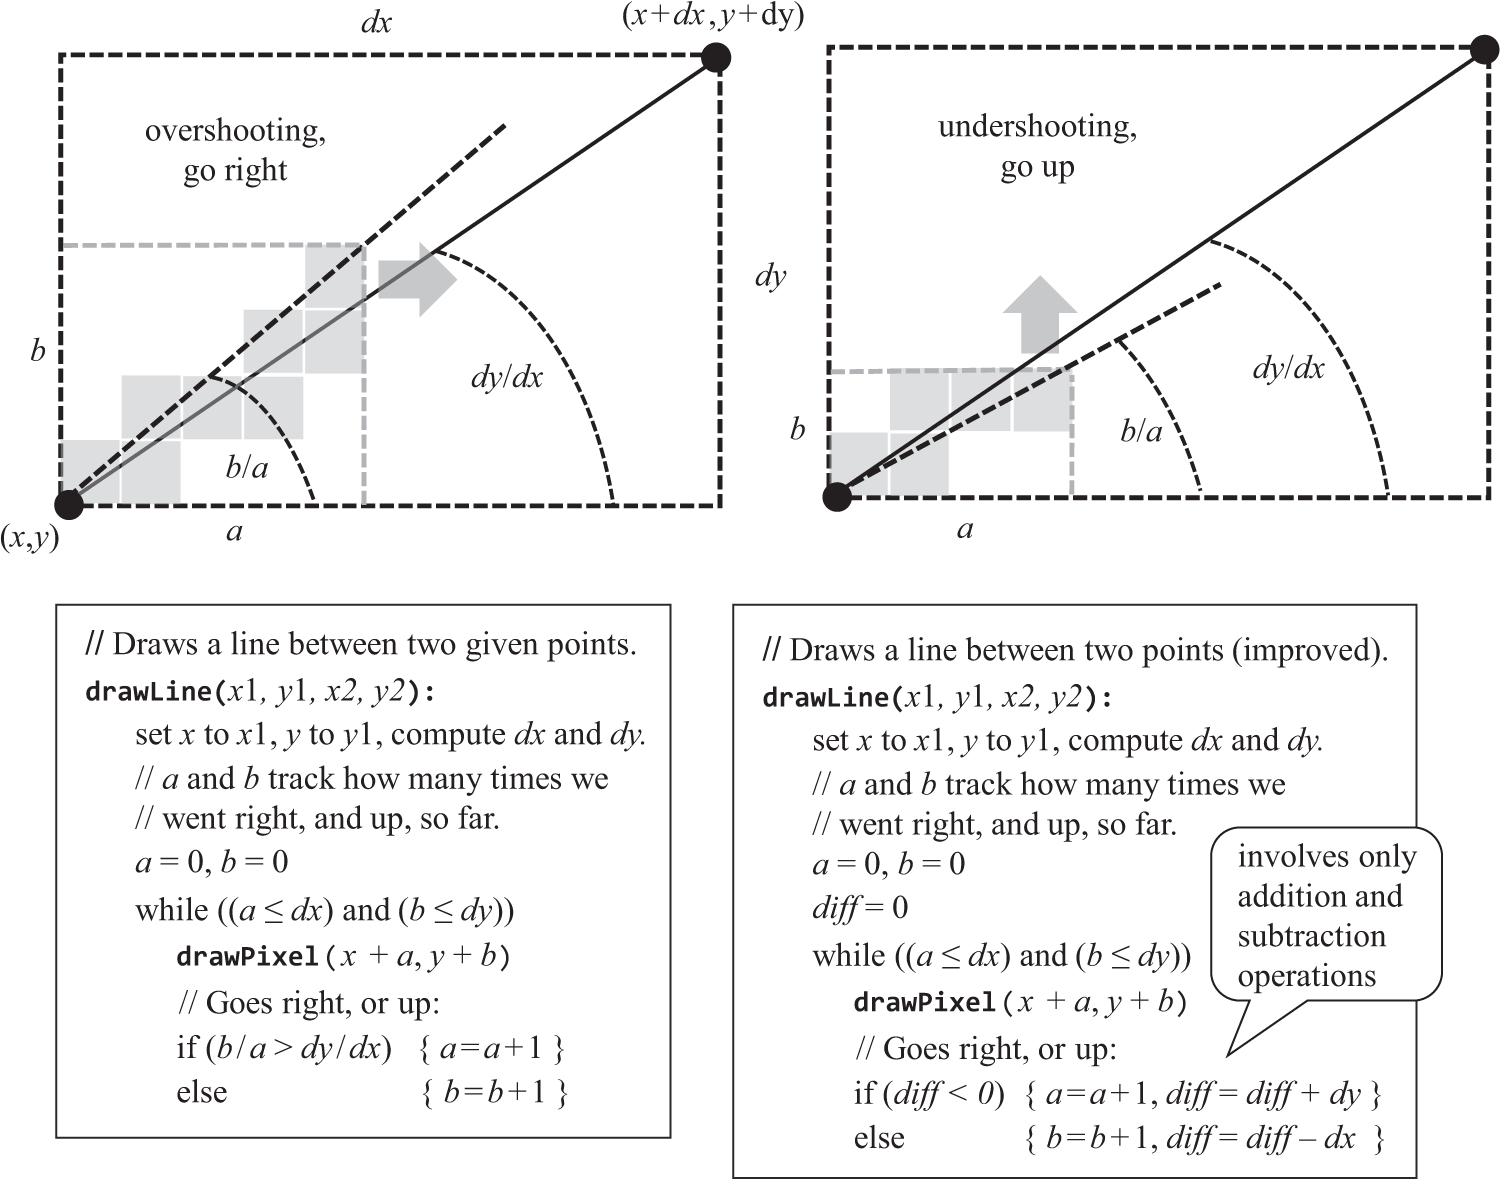 dx
(x+dx, y+dy)
overshooting,
go right
b
dy/dx
b/a
(x,y)
a
undershooting,
go up
dy
dy/dx
b
b/a
a
// Draws a line between two given points.
drawLine(x1, y1, x2, y2):
set x to x1, y to y1, compute dx and dy.
// a and b track how many times we
// went right, and up, so far.
a = 0, b = 0
while ((a ≤ dx) and (b ≤ dy))
drawPixel(x + a, y + b)
// Goes right, or up:
if (b/a > dy/dx) { a=a+1 }
else { b=b+1 }
// Draws a line between two points (improved).
drawLine(x1, y1, x2, y2):
set x to x1, y to y1, compute dx and dy.
// a and b track how many times we
// went right, and up, so far.
a = 0, b = 0
diff = 0
while ((a ≤ dx) and (b ≤ dy))
drawPixel(x + a, y + b)
// Goes right, or up:
if (diff < 0) { a=a+1, diff = diff + dy }
else { b=b+1, diff = diff – dx }
involves only
addition and
subtraction
operations